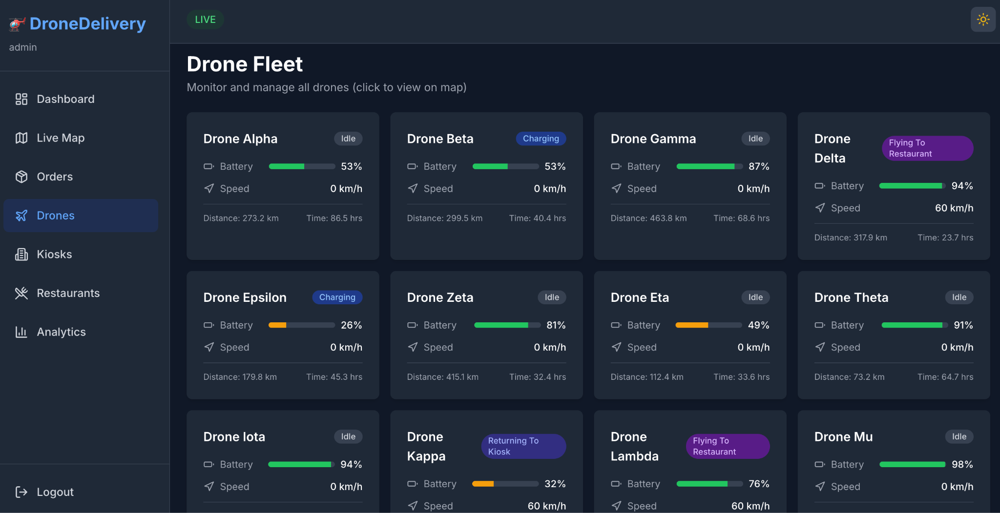 DroneDelivery
admin
Dashboard
Live Map
Orders
Drones
Kiosks
Restaurants
Analytics
Logout
LIVE
Drone Fleet
Monitor and manage all drones (click to view on map)
Drone Alpha
Idle
Battery 53%
Speed 0 km/h
Distance: 273.2 km Time: 86.5 hrs
Drone Beta
Charging
Battery 53%
Speed 0 km/h
Distance: 299.5 km Time: 40.4 hrs
Drone Gamma
Idle
Battery 87%
Speed 0 km/h
Distance: 463.8 km Time: 68.6 hrs
Drone
Delta
Flying To
Restaurant
Battery 94%
Speed 60 km/h
Distance: 317.9 km Time: 23.7 hrs
Drone Epsilon
Charging
Battery 26%
Speed 0 km/h
Distance: 179.8 km Time: 45.3 hrs
Drone Zeta
Idle
Battery 81%
Speed 0 km/h
Distance: 415.1 km Time: 32.4 hrs
Drone Eta
Idle
Battery 49%
Speed 0 km/h
Distance: 112.4 km Time: 33.6 hrs
Drone Theta
Idle
Battery 91%
Speed 0 km/h
Distance: 73.2 km Time: 64.7 hrs
Drone Iota
Idle
Battery 94%
Speed 0 km/h
Drone
Kappa
Returning To
Kiosk
Battery 32%
Speed 60 km/h
Drone
Lambda
Flying To
Restaurant
Battery 76%
Speed 60 km/h
Drone Mu
Idle
Battery 98%
Speed 0 km/h